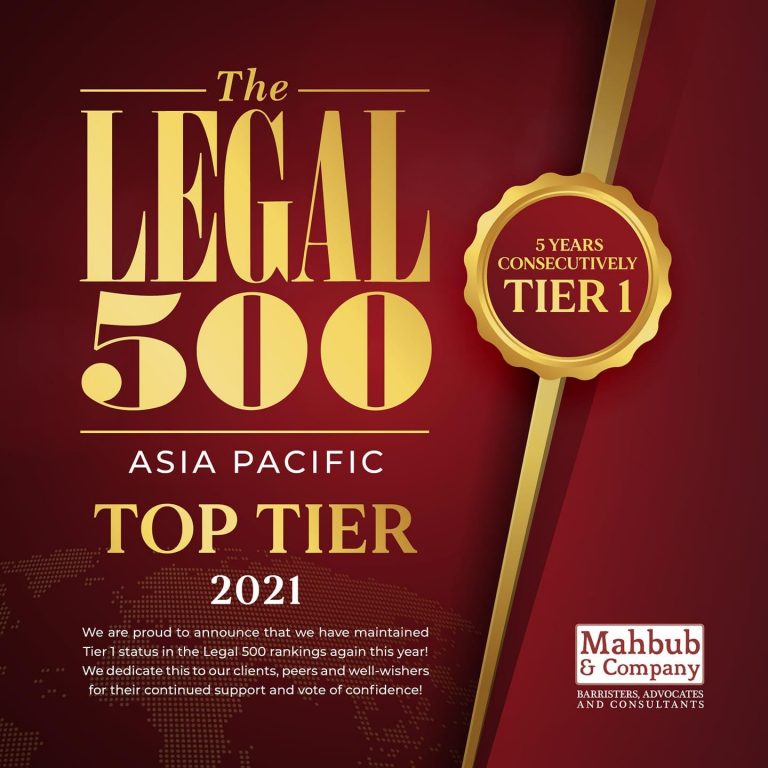 The
LEGAL
500
ASIA PACIFIC
TOP TIER
2021
We are proud to announce that we have maintained
Tier 1 status in the Legal 500 rankings again this year!
We dedicate this to our clients, peers and well-wishers
for their continued support and vote of confidence!
5 YEARS
CONSECUTIVELY
TIER 1
Mahbub
& Company
BARRISTERS, ADVOCATES
AND CONSULTANTS